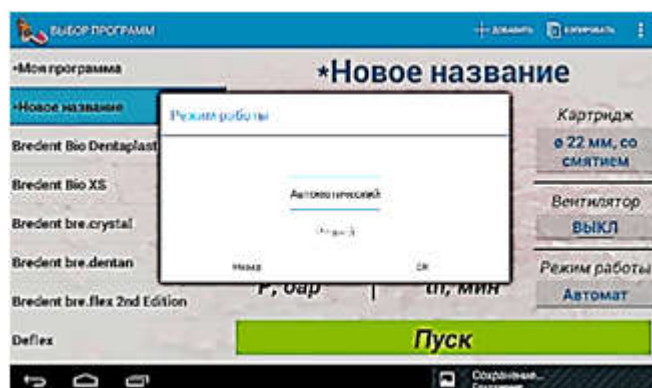 ВЫБОР ПРОГРАММ
ДОБАВИТЬ
КОПИРОВАТЬ
*Моя программа
*Новое название
*Новое название
Bredent Bio Dentaplast
Bredent Bio XS
Bredent bre.crystal
Bredent bre.dentan
Bredent bre.flex 2nd Edition
Deflex
Режим работы
Автоматический
Ручной
Назад
ОК
Картридж
ø 22 мм, со
смятием
Вентилятор
ВЫКЛ
Режим работы
Автомат
P, бар
th, мин
Пуск
Сохранение...